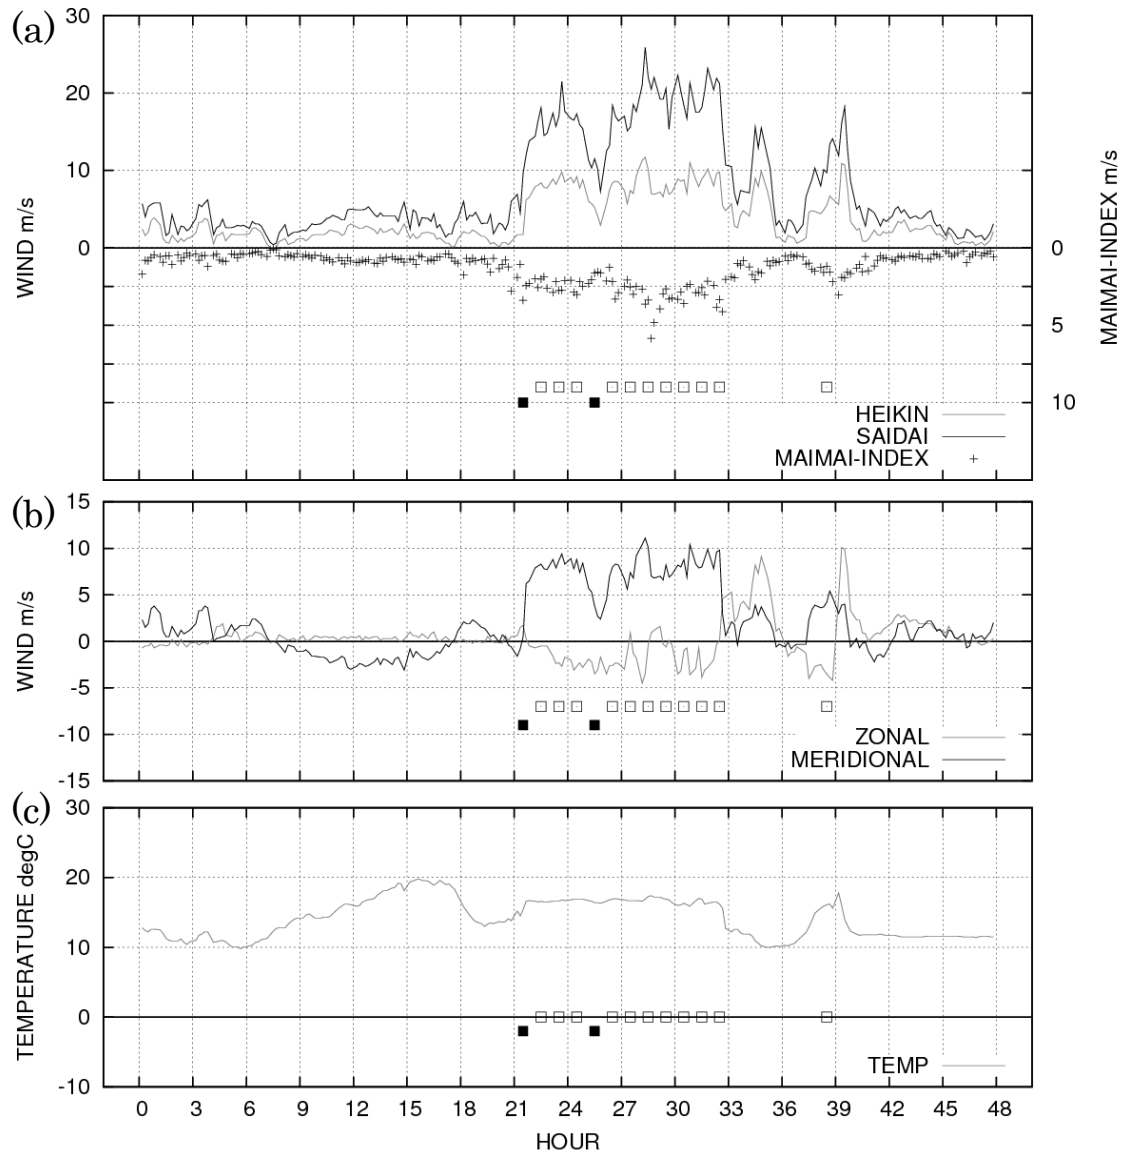 (a)
30
20
10
0
WIND m/s
0
5
10
MAIMAI-INDEX m/s
HEIKIN
SAIDAI
MAIMAI-INDEX
(b)
15
10
5
0
-5
-10
-15
WIND m/s
ZONAL
MERIDIONAL
(c)
30
20
10
0
-10
TEMPERATURE degC
TEMP
0 3 6 9 12 15 18 21 24 27 30 33 36 39 42 45 48
HOUR